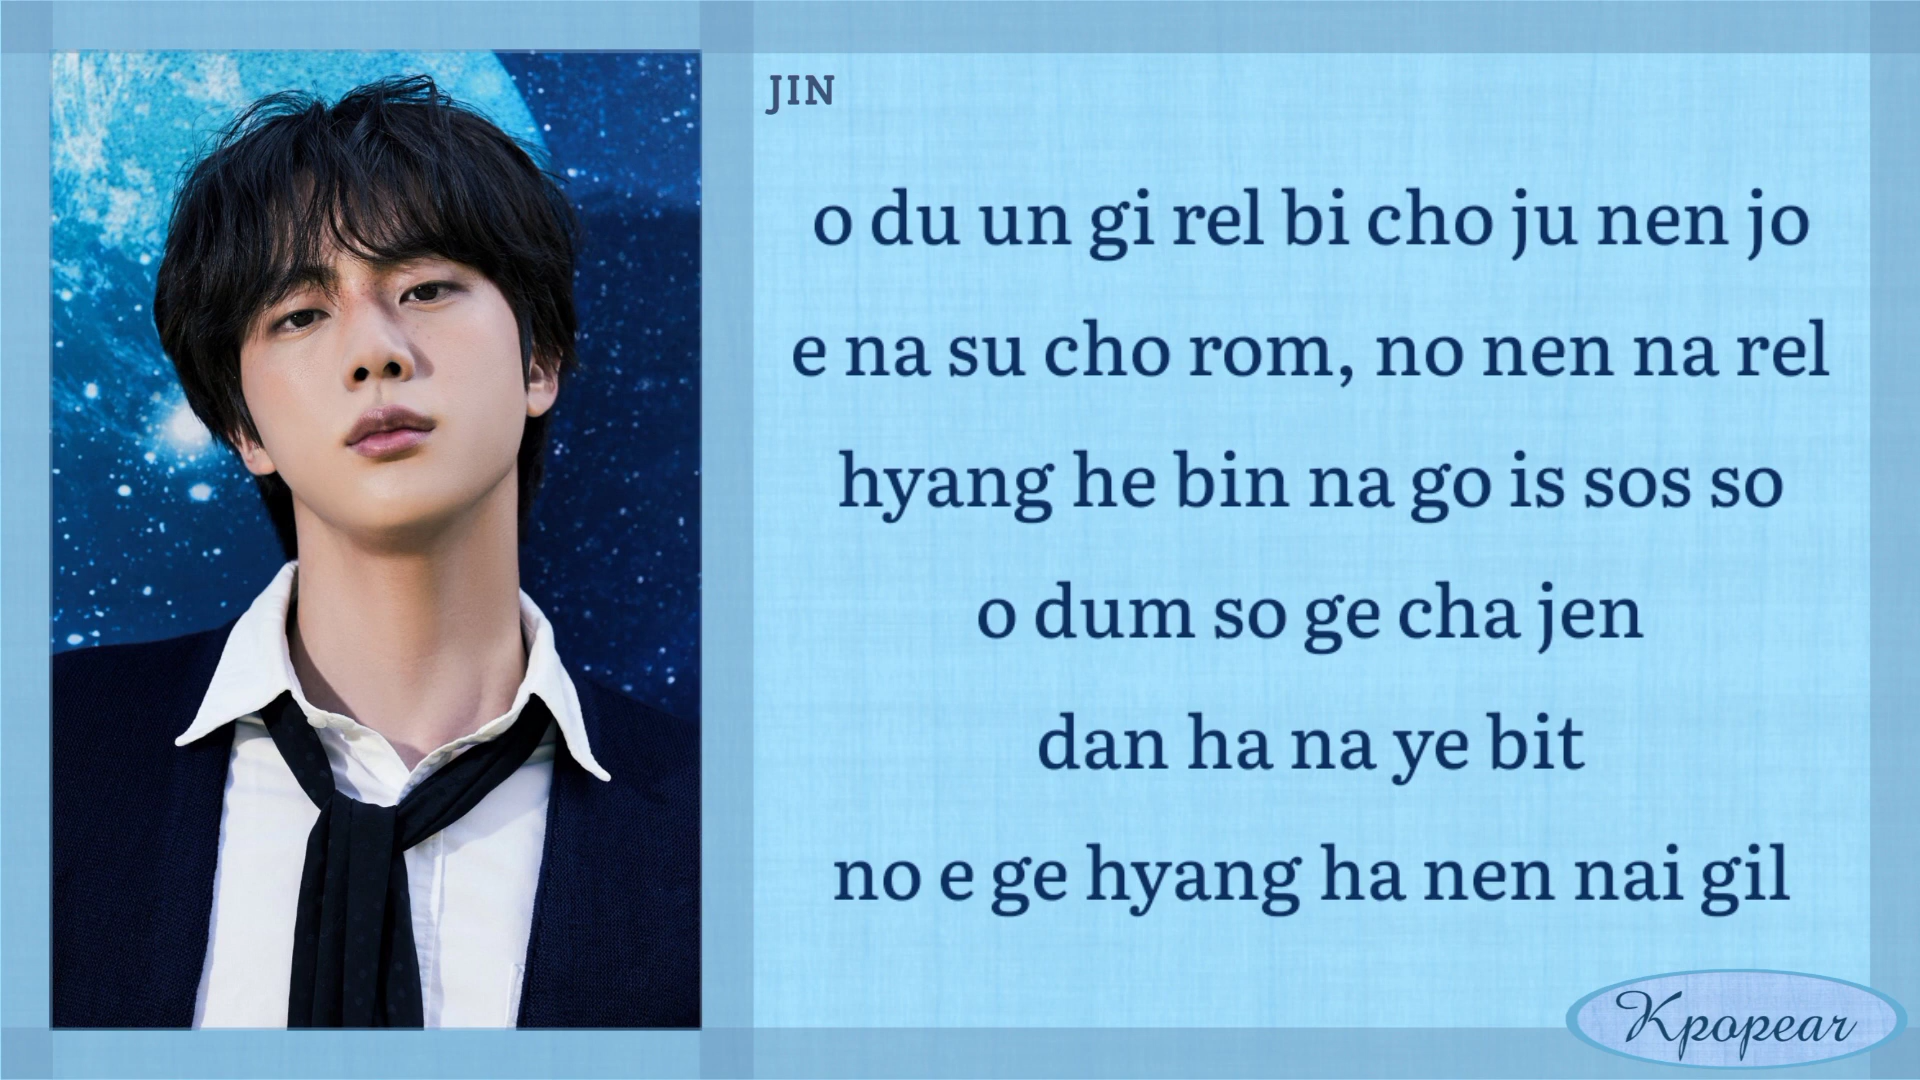 JIN
o du un gi rel bi cho ju nen jo
e na su cho rom, no nen na rel
hyang he bin na go is sos so
o dum so ge cha jen
dan ha na ye bit
no e ge hyang ha nen nai gil
Kpopear